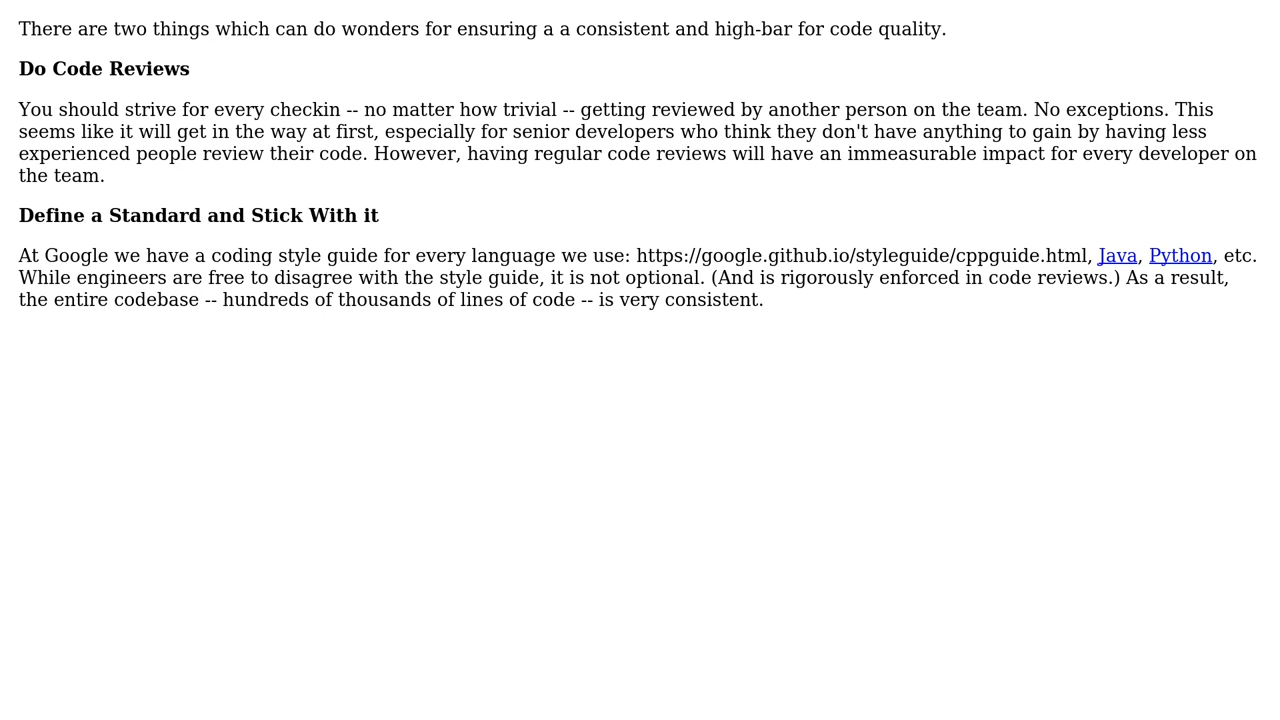 There are two things which can do wonders for ensuring a a consistent and high-bar for code quality.
Do Code Reviews
You should strive for every checkin -- no matter how trivial -- getting reviewed by another person on the team. No exceptions. This
seems like it will get in the way at first, especially for senior developers who think they don't have anything to gain by having less
experienced people review their code. However, having regular code reviews will have an immeasurable impact for every developer on
the team.
Define a Standard and Stick With it
At Google we have a coding style guide for every language we use: https://google.github.io/styleguide/cppguide.html, Java, Python, etc.
While engineers are free to disagree with the style guide, it is not optional. (And is rigorously enforced in code reviews.) As a result,
the entire codebase -- hundreds of thousands of lines of code -- is very consistent.